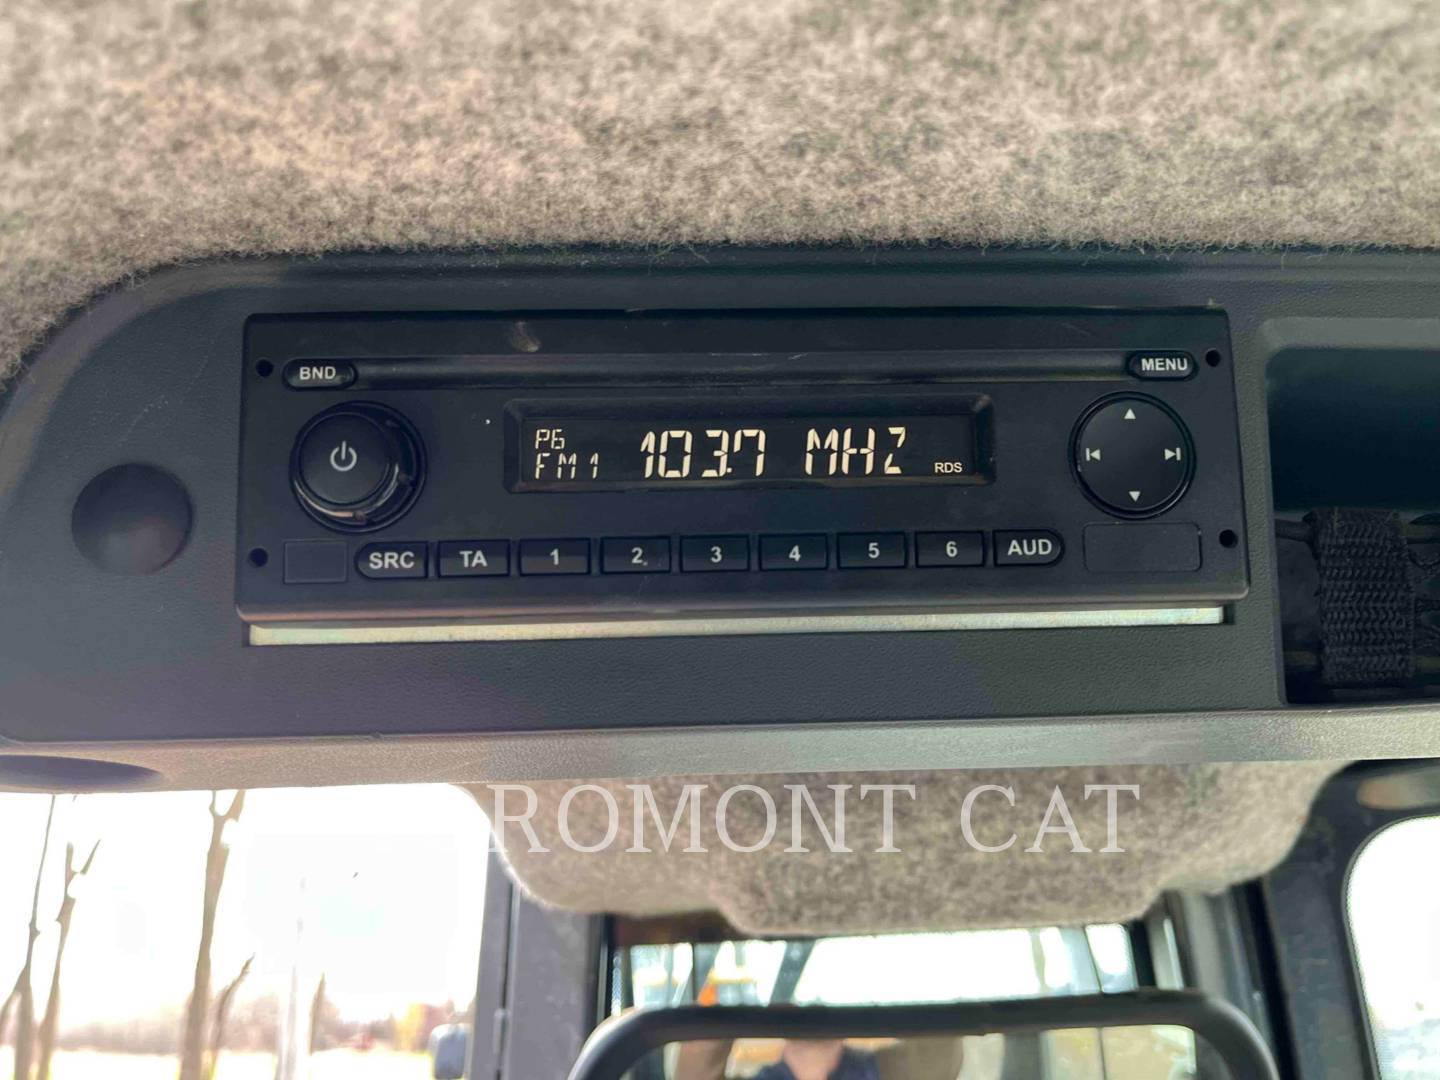 BND
MENU
P6
FM1
103.7 MHZ
RDS
SRC TA 1 2 3 4 5 6 AUD
ROMONT CAT